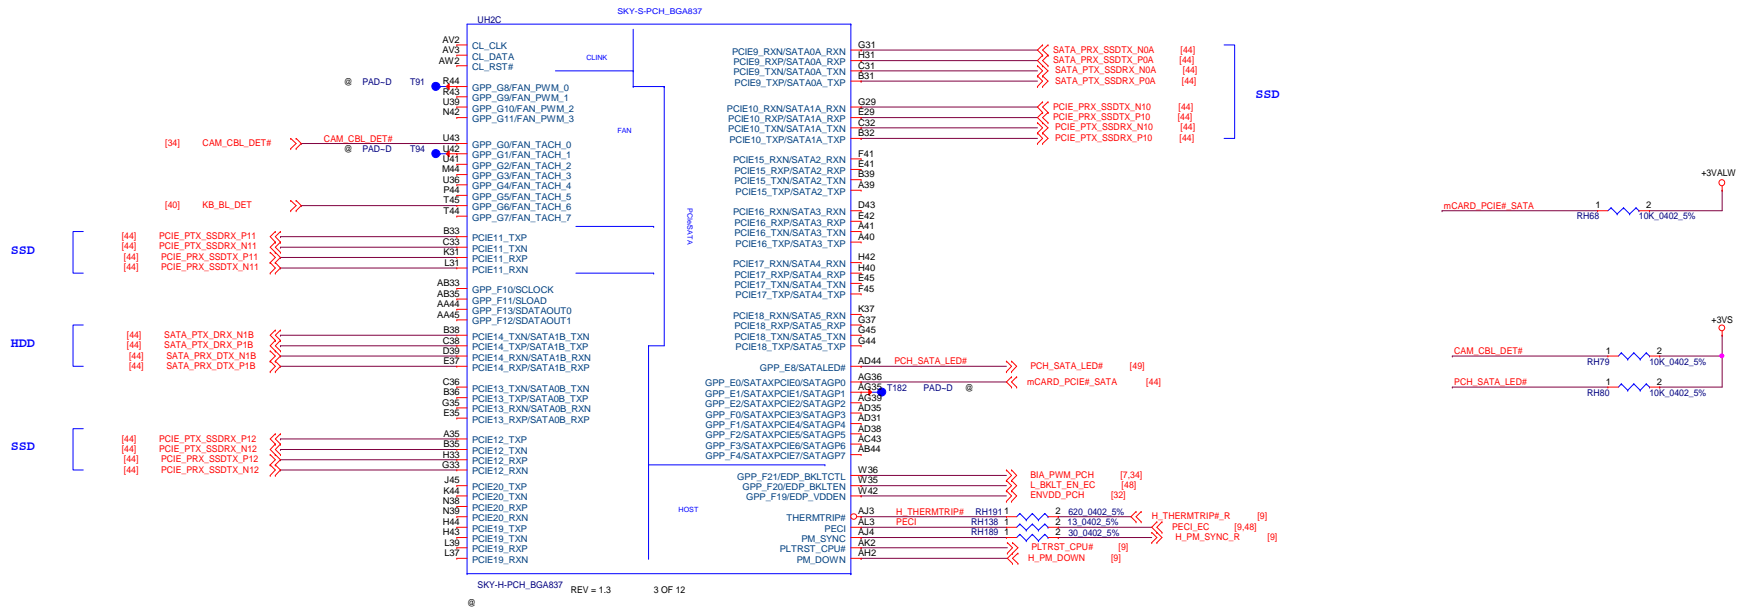 SKY-S-PCH_BGA837
UH2C
AV2 CL_CLK
AV3 CL_DATA
AW2 CL_RST#
CLINK
@ PAD~D T91 R44 GPP_G8/FAN_PWM_0
R43 GPP_G9/FAN_PWM_1
U39 GPP_G10/FAN_PWM_2
N42 GPP_G11/FAN_PWM_3
FAN
[34] CAM_CBL_DET# CAM_CBL_DET# U43 GPP_G0/FAN_TACH_0
@ PAD~D T94 U42 GPP_G1/FAN_TACH_1
U41 GPP_G2/FAN_TACH_2
M44 GPP_G3/FAN_TACH_3
U36 GPP_G4/FAN_TACH_4
P44 GPP_G5/FAN_TACH_5
[40] KB_BL_DET T45 GPP_G6/FAN_TACH_6
T44 GPP_G7/FAN_TACH_7
PCIe/SATA
SSD
[44] PCIE_PTX_SSDRX_P11 B33 PCIE11_TXP
[44] PCIE_PTX_SSDRX_N11 C33 PCIE11_TXN
[44] PCIE_PRX_SSDTX_P11 K31 PCIE11_RXP
[44] PCIE_PRX_SSDTX_N11 L31 PCIE11_RXN
AB33 GPP_F10/SCLOCK
AB35 GPP_F11/SLOAD
AA44 GPP_F13/SDATAOUT0
AA45 GPP_F12/SDATAOUT1
HDD
[44] SATA_PTX_DRX_N1B B38 PCIE14_TXN/SATA1B_TXN
[44] SATA_PTX_DRX_P1B C38 PCIE14_TXP/SATA1B_TXP
[44] SATA_PRX_DTX_N1B D39 PCIE14_RXN/SATA1B_RXN
[44] SATA_PRX_DTX_P1B E37 PCIE14_RXP/SATA1B_RXP
C36 PCIE13_TXN/SATA0B_TXN
B36 PCIE13_TXP/SATA0B_TXP
G35 PCIE13_RXN/SATA0B_RXN
E35 PCIE13_RXP/SATA0B_RXP
SSD
[44] PCIE_PTX_SSDRX_P12 A35 PCIE12_TXP
[44] PCIE_PTX_SSDRX_N12 B35 PCIE12_TXN
[44] PCIE_PRX_SSDTX_P12 H33 PCIE12_RXP
[44] PCIE_PRX_SSDTX_N12 G33 PCIE12_RXN
J45 PCIE20_TXP
K44 PCIE20_TXN
N38 PCIE20_RXP
N39 PCIE20_RXN
H44 PCIE19_TXP
H43 PCIE19_TXN
L39 PCIE19_RXP
L37 PCIE19_RXN
HOST
PCIE9_RXN/SATA0A_RXN G31 SATA_PRX_SSDTX_N0A [44]
PCIE9_RXP/SATA0A_RXP H31 SATA_PRX_SSDTX_P0A [44]
PCIE9_TXN/SATA0A_TXN C31 SATA_PTX_SSDRX_N0A [44]
PCIE9_TXP/SATA0A_TXP B31 SATA_PTX_SSDRX_P0A [44]
SSD
PCIE10_RXN/SATA1A_RXN G29 PCIE_PRX_SSDTX_N10 [44]
PCIE10_RXP/SATA1A_RXP E29 PCIE_PRX_SSDTX_P10 [44]
PCIE10_TXN/SATA1A_TXN C32 PCIE_PTX_SSDRX_N10 [44]
PCIE10_TXP/SATA1A_TXP B32 PCIE_PTX_SSDRX_P10 [44]
PCIE15_RXN/SATA2_RXN F41
PCIE15_RXP/SATA2_RXP E41
PCIE15_TXN/SATA2_TXN B39
PCIE15_TXP/SATA2_TXP A39
PCIE16_RXN/SATA3_RXN D43
PCIE16_RXP/SATA3_RXP E42
PCIE16_TXN/SATA3_TXN A41
PCIE16_TXP/SATA3_TXP A40
PCIE17_RXN/SATA4_RXN H42
PCIE17_RXP/SATA4_RXP H40
PCIE17_TXN/SATA4_TXN E45
PCIE17_TXP/SATA4_TXP F45
PCIE18_RXN/SATA5_RXN K37
PCIE18_RXP/SATA5_RXP G37
PCIE18_TXN/SATA5_TXN G45
PCIE18_TXP/SATA5_TXP G44
GPP_E8/SATALED# AD44 PCH_SATA_LED# PCH_SATA_LED# [49]
GPP_E0/SATAXPCIE0/SATAGP0 AG36 mCARD_PCIE#_SATA [44]
GPP_E1/SATAXPCIE1/SATAGP1 AG35 T182 PAD~D @
GPP_E2/SATAXPCIE2/SATAGP2 AG39
GPP_F0/SATAXPCIE3/SATAGP3 AD35
GPP_F1/SATAXPCIE4/SATAGP4 AD31
GPP_F2/SATAXPCIE5/SATAGP5 AD38
GPP_F3/SATAXPCIE6/SATAGP6 AC43
GPP_F4/SATAXPCIE7/SATAGP7 AB44
GPP_F21/EDP_BKLTCTL W36 BIA_PWM_PCH [7,34]
GPP_F20/EDP_BKLTEN W35 L_BKLT_EN_EC [48]
GPP_F19/EDP_VDDEN W42 ENVDD_PCH [32]
THERMTRIP# AJ3 H_THERMTRIP# RH191 1 2 620_0402_5% H_THERMTRIP#_R [9]
PECI AL3 PECI RH138 1 2 13_0402_5% PECI_EC [9,48]
PM_SYNC AJ4 RH189 1 2 30_0402_5% H_PM_SYNC_R [9]
PLTRST_CPU# AK2 PLTRST_CPU# [9]
PM_DOWN AH2 H_PM_DOWN [9]
SKY-H-PCH_BGA837 REV = 1.3 3 OF 12
@
+3VALW
mCARD_PCIE#_SATA 1 2
RH68 10K_0402_5%
+3VS
CAM_CBL_DET# 1 2
RH79 10K_0402_5%
PCH_SATA_LED# 1 2
RH80 10K_0402_5%